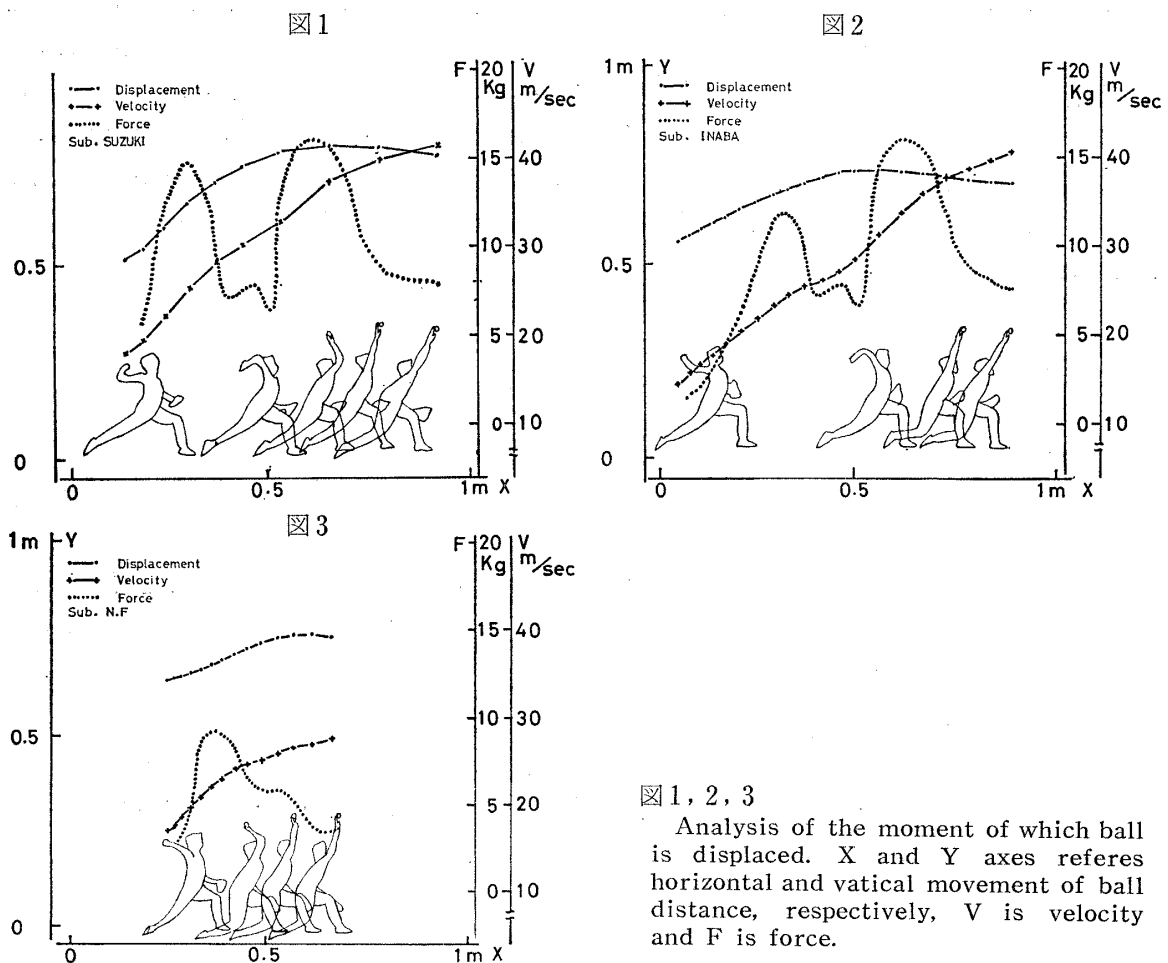 図1
F 20 V
Kg m/sec
Displacement
Velocity
Force
Sub. SUZUKI
15 40
10 30
0.5
5 20
0 10
0
0 0.5 1m X
図2
1m Y F 20 V
Kg m/sec
Displacement
Velocity
Force
Sub. INABA
15 40
10 30
0.5
5 20
0 10
0
0 0.5 1m X
図3
1m Y F 20 V
Kg m/sec
Displacement
Velocity
Force
Sub. N.F
15 40
10 30
0.5
5 20
0 10
0
0 0.5 1m X
図1, 2, 3
Analysis of the moment of which ball
is displaced. X and Y axes referes
horizontal and vatical movement of ball
distance, respectively, V is velocity
and F is force.